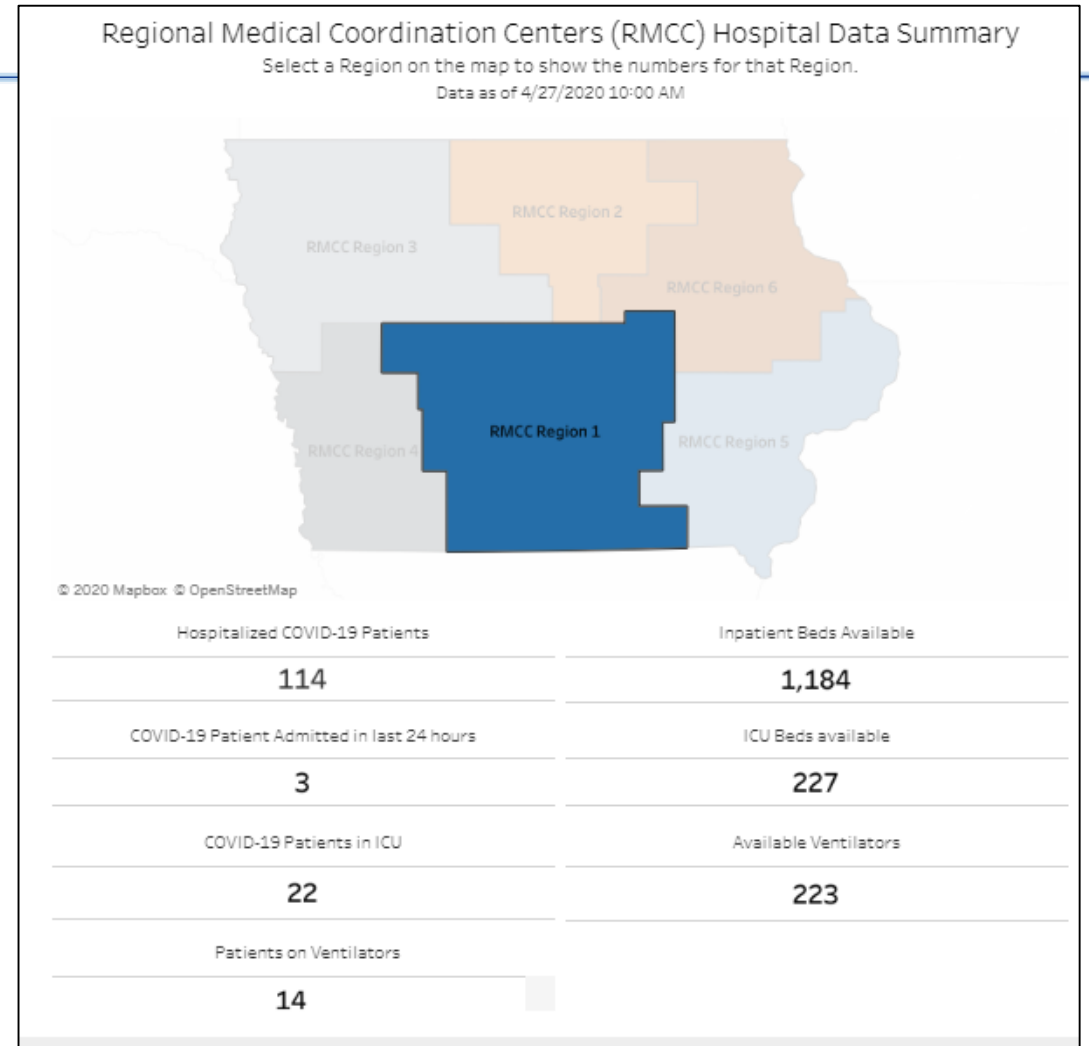 Regional Medical Coordination Centers (RMCC) Hospital Data Summary
Select a Region on the map to show the numbers for that Region.
Data as of 4/27/2020 10:00 AM
RMCC Region 2
RMCC Region 3
RMCC Region 6
RMCC Region 1
RMCC Region 5
RMCC Region 4
© 2020 Mapbox © OpenStreetMap
Hospitalized COVID-19 Patients
114
Inpatient Beds Available
1,184
COVID-19 Patient Admitted in last 24 hours
3
ICU Beds available
227
COVID-19 Patients in ICU
22
Available Ventilators
223
Patients on Ventilators
14